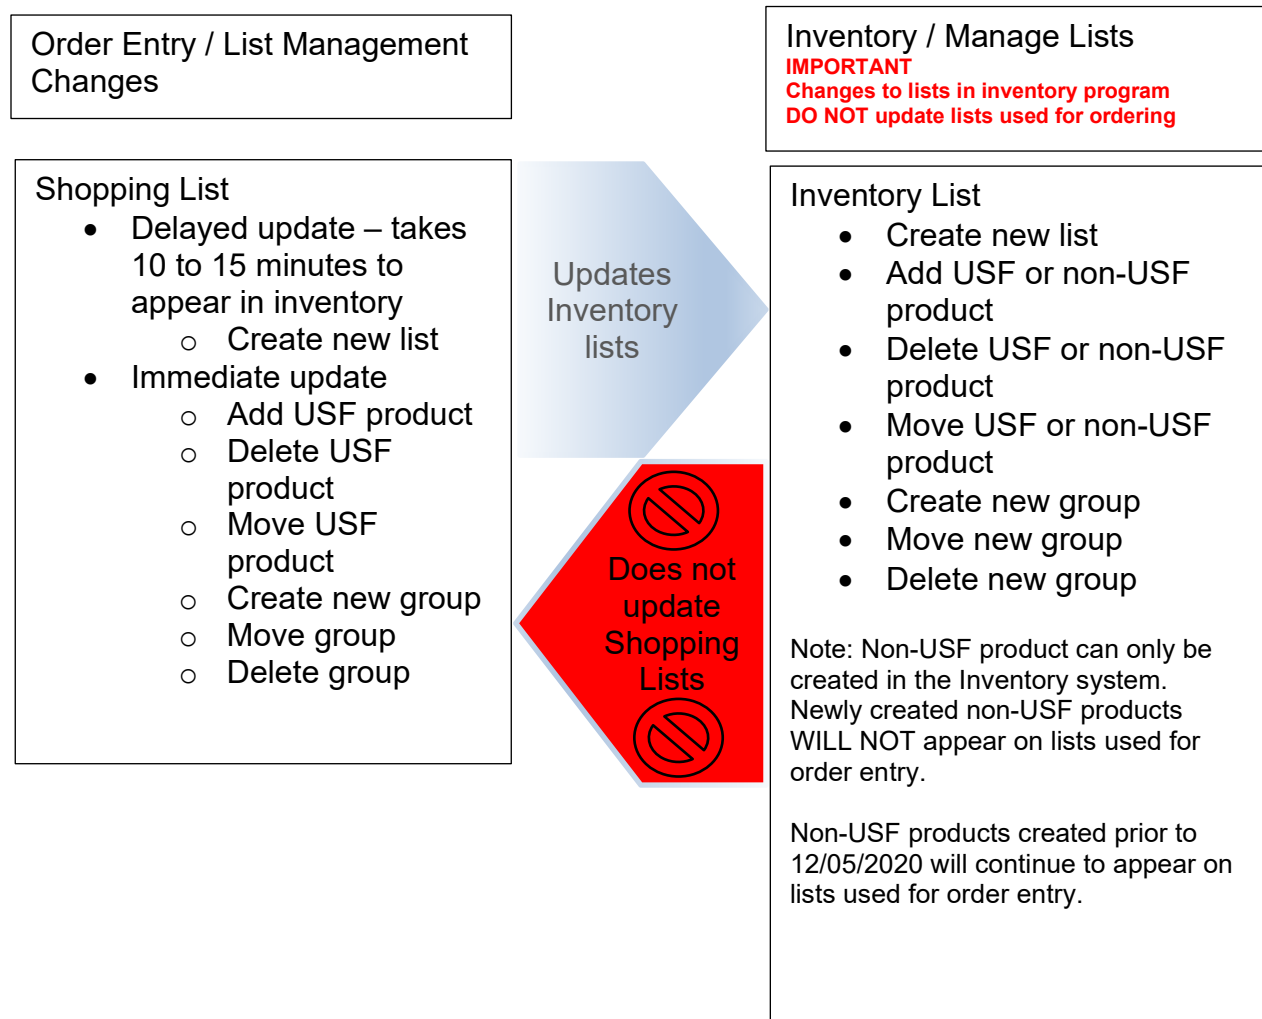 Order Entry / List Management
Changes
Inventory / Manage Lists
IMPORTANT
Changes to lists in inventory program
DO NOT update lists used for ordering
Shopping List
• Delayed update – takes
10 to 15 minutes to
appear in inventory
o Create new list
• Immediate update
o Add USF product
o Delete USF
product
o Move USF
product
o Create new group
o Move group
o Delete group
Updates
Inventory
lists
Does not
update
Shopping
Lists
Inventory List
• Create new list
• Add USF or non-USF
product
• Delete USF or non-USF
product
• Move USF or non-USF
product
• Create new group
• Move new group
• Delete new group
Note: Non-USF product can only be
created in the Inventory system.
Newly created non-USF products
WILL NOT appear on lists used for
order entry.
Non-USF products created prior to
12/05/2020 will continue to appear on
lists used for order entry.